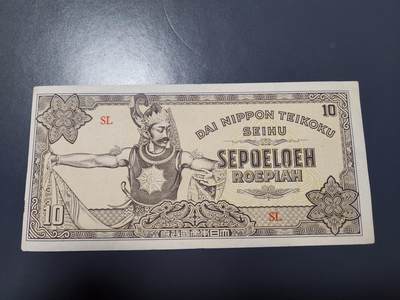 10
DAI NIPPON TEIKOKU
SEIHU
SL
SEPOELOEH
ROEPIAH
10
SL